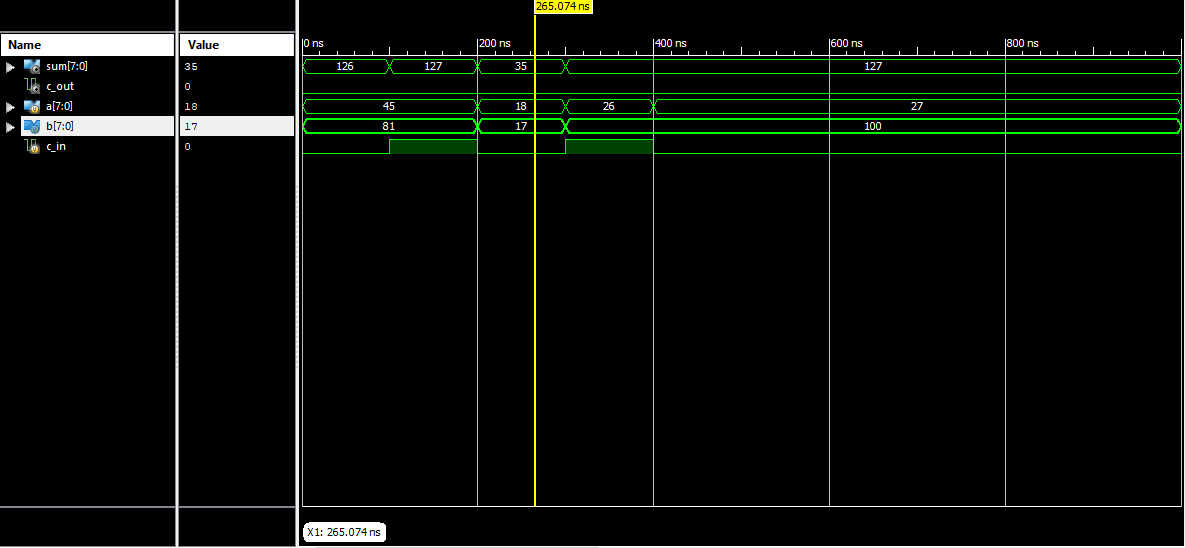 265.074 ns
Name Value 0 ns 200 ns 400 ns 600 ns 800 ns
sum[7:0] 35 126 127 35 127
c_out 0
a[7:0] 18 45 18 26 27
b[7:0] 17 81 17 100
c_in 0
X1: 265.074 ns